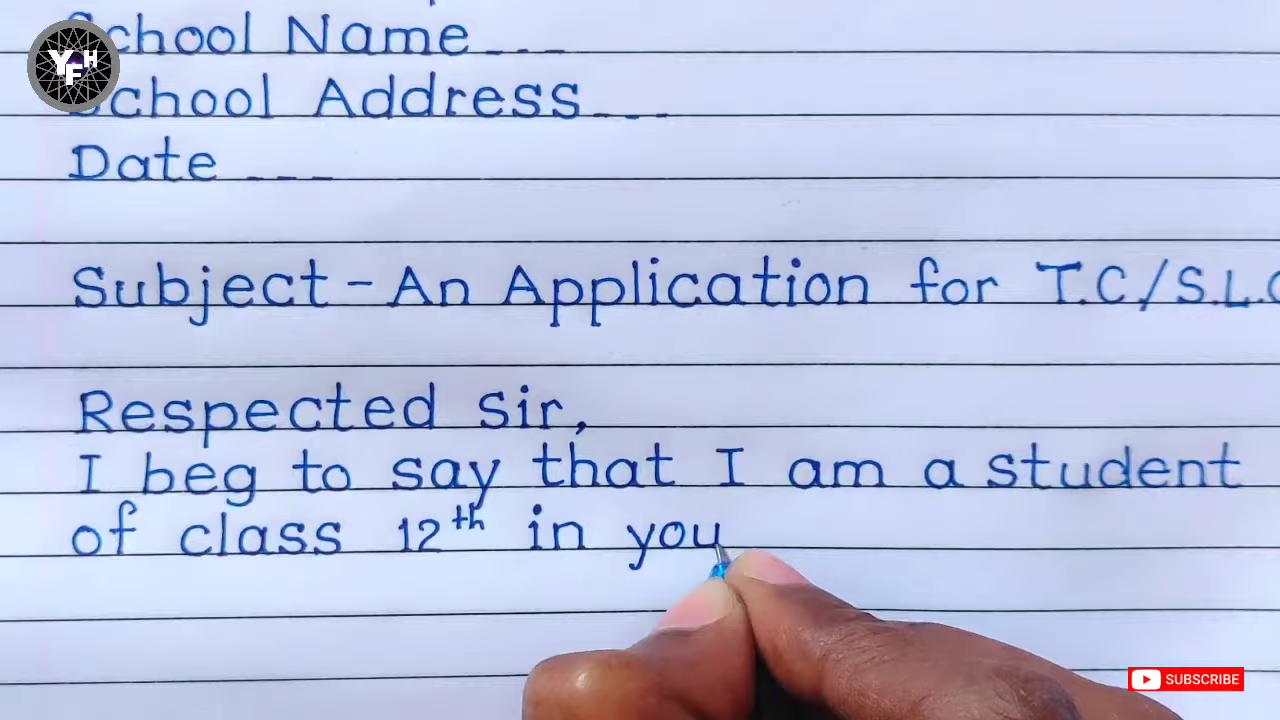 School Name---
School Address---
Date ---
Subject - An Application for T.C/S.L.C
Respected Sir,
I beg to say that I am a student
of class 12th in you
YFH
SUBSCRIBE